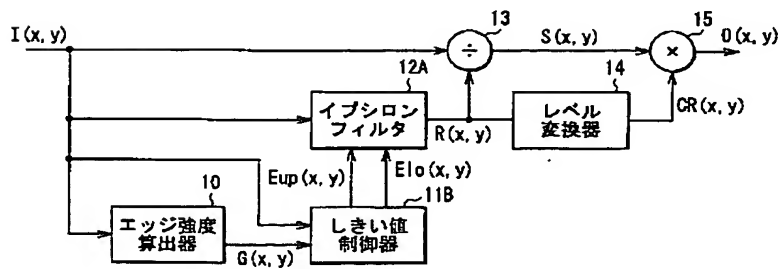 I(x, y)
13
÷
S(x, y)
15
×
O(x, y)
12A
イプシロン
フィルタ
R(x, y)
14
レベル
変換器
CR(x, y)
Eup(x, y)
Elo(x, y)
10
エッジ強度
算出器
G(x, y)
11B
しきい値
制御器